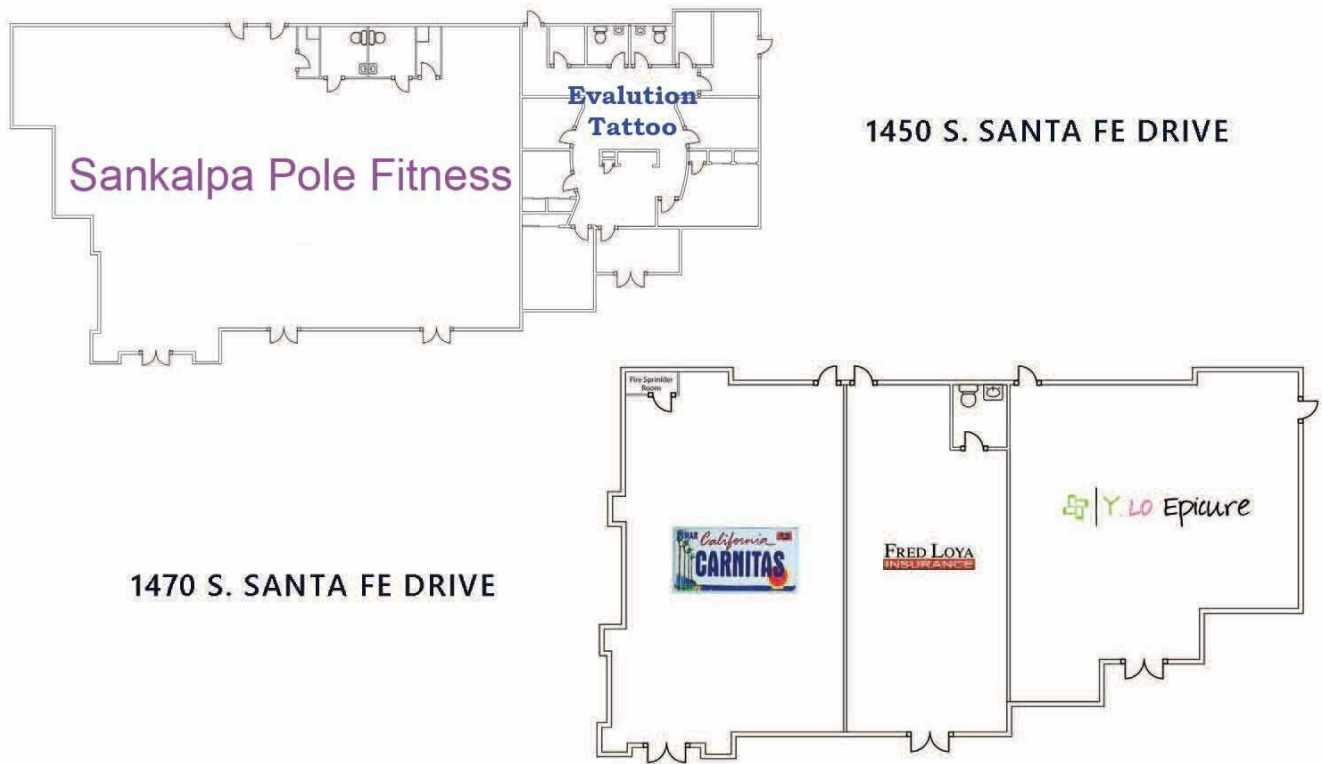 Evalution
Tattoo
1450 S. SANTA FE DRIVE
Sankalpa Pole Fitness
Fire Sprinkler
Room
California
CARNITAS
FRED LOYA
INSURANCE
Y.LO Epicure
1470 S. SANTA FE DRIVE